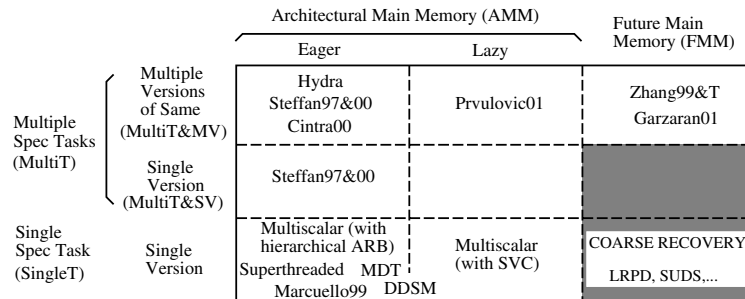 Architectural Main Memory (AMM)
Future Main
Memory (FMM)
Eager
Lazy
Multiple
Spec Tasks
(MultiT)
Multiple
Versions
of Same
(MultiT&MV)
Hydra
Steffan97&00
Cintra00
Prvulovic01
Zhang99&T
Garzaran01
Single
Version
(MultiT&SV)
Steffan97&00
Single
Spec Task
(SingleT)
Single
Version
Multiscalar (with
hierarchical ARB)
Superthreaded MDT
Marcuello99 DDSM
Multiscalar
(with SVC)
COARSE RECOVERY
LRPD, SUDS,...